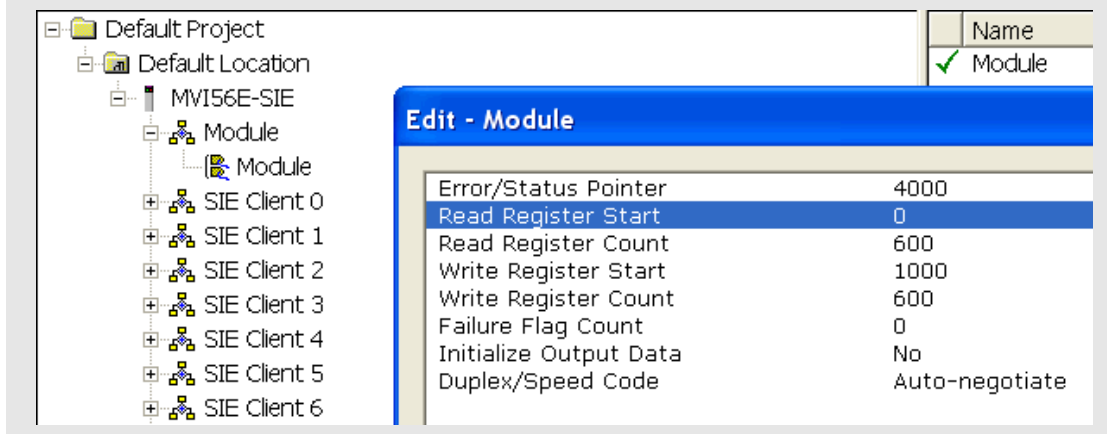 Default Project
Default Location
MVI56E-SIE
Module
Module
SIE Client 0
SIE Client 1
SIE Client 2
SIE Client 3
SIE Client 4
SIE Client 5
SIE Client 6
Name
Module
Edit - Module
Error/Status Pointer 4000
Read Register Start 0
Read Register Count 600
Write Register Start 1000
Write Register Count 600
Failure Flag Count 0
Initialize Output Data No
Duplex/Speed Code Auto-negotiate